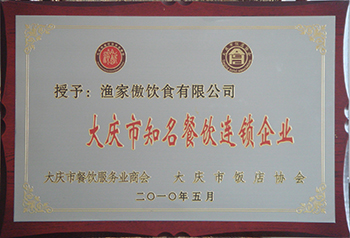 授予：渔家傲饮食有限公司
大庆市知名餐饮连锁企业
大庆市餐饮服务业商会 大庆市饭店协会
二〇一〇年五月